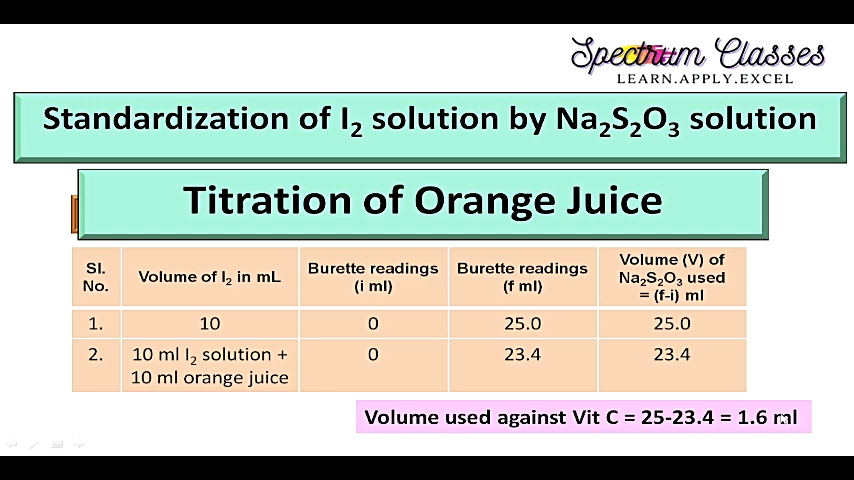 Spectrum Classes
LEARN.APPLY.EXCEL
Standardization of I₂ solution by Na₂S₂O₃ solution
Titration of Orange Juice
Sl. No. Volume of I₂ in mL Burette readings (i ml) Burette readings (f ml) Volume (V) of Na₂S₂O₃ used = (f-i) ml
1. 10 0 25.0 25.0
2. 10 ml I₂ solution + 10 ml orange juice 0 23.4 23.4
Volume used against Vit C = 25-23.4 = 1.6 ml